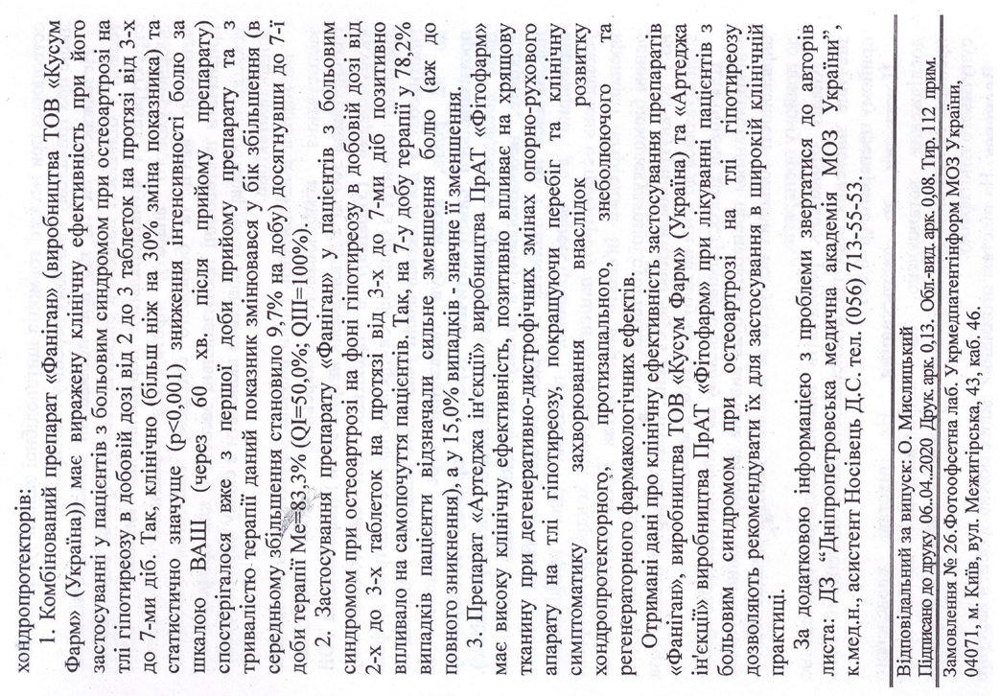 хондропротекторів:
1. Комбінований препарат «Фаніган» (виробництва ТОВ «Кусум
Фарм» (Україна)) має виражену клінічну ефективність при його
застосуванні у пацієнтів з больовим синдромом при остеоартрозі на
тлі гіпотиреозу в добовій дозі від 2 до 3 таблеток на протязі від 3-х
до 7-ми діб. Так, клінічно (більш ніж на 30% зміна показника) та
статистично значуще (p<0,001) зниження інтенсивності болю за
шкалою ВАШ (через 60 хв. після прийому препарату)
спостерігалося вже з першої доби прийому препарату та з
тривалістю терапії даний показник змінювався у бік збільшення (в
середньому збільшення становило 9,7% на добу) досягнувши до 7-ї
доби терапії Me=83,3% (QI=50,0%; QIII=100%).
2. Застосування препарату «Фаніган» у пацієнтів з больовим
синдромом при остеоартрозі на фоні гіпотиреозу в добовій дозі від
2-х до 3-х таблеток на протязі від 3-х до 7-ми діб позитивно
впливало на самопочуття пацієнтів. Так, на 7-у добу терапії у 78,2%
випадків пацієнти відзначали сильне зменшення болю (аж до
повного зникнення), а у 15,0% випадків - значне її зменшення.
3. Препарат «Артеджа ін'єкції» виробництва ПрАТ «Фітофарм»
має високу клінічну ефективність, позитивно впливає на хрящову
тканину при дегенеративно-дистрофічних змінах опорно-рухового
апарату на тлі гіпотиреозу, покращуючи перебіг та клінічну
симптоматику захворювання внаслідок розвитку
хондропротекторного, протизапального, знеболюючого та
регенераторного фармакологічних ефектів.
Отримані дані про клінічну ефективність застосування препаратів
«Фаніган», виробництва ТОВ «Кусум Фарм» (Україна) та «Артеджа
ін'єкції» виробництва ПрАТ «Фітофарм» при лікуванні пацієнтів з
больовим синдромом при остеоартрозі на тлі гіпотиреозу
дозволяють рекомендувати їх для застосування в широкій клінічній
практиці.
За додатковою інформацією з проблеми звертатися до авторів
листа: ДЗ “Дніпропетровська медична академія МОЗ України”,
к.мед.н., асистент Носівець Д.С. тел. (056) 713-55-53.
Відповідальний за випуск: О. Мислицький
Підписано до друку 06..04..2020 Друк. арк. 0,13. Обл.-вид. арк. 0,08. Тир. 112 прим.
Замовлення № 26.Фотоофсетна лаб. Укрмедпатентінформ МОЗ України,
04071, м. Київ, вул. Межигірська, 43, каб. 46.